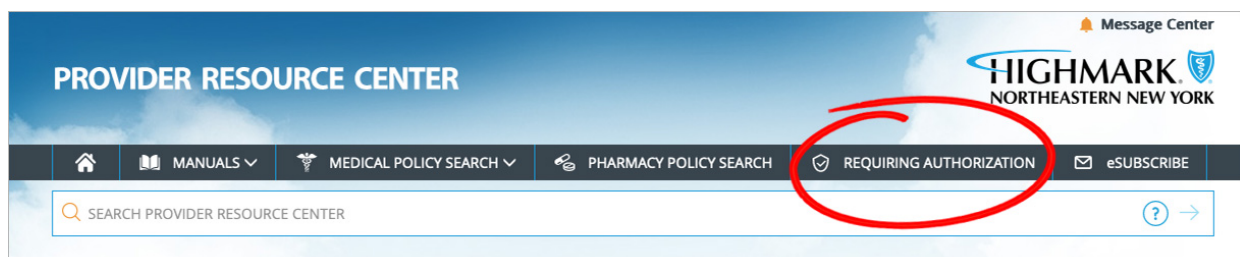 Message Center
PROVIDER RESOURCE CENTER
HIGHMARK.
NORTHEASTERN NEW YORK
MANUALS MEDICAL POLICY SEARCH PHARMACY POLICY SEARCH REQUIRING AUTHORIZATION eSUBSCRIBE
SEARCH PROVIDER RESOURCE CENTER ?